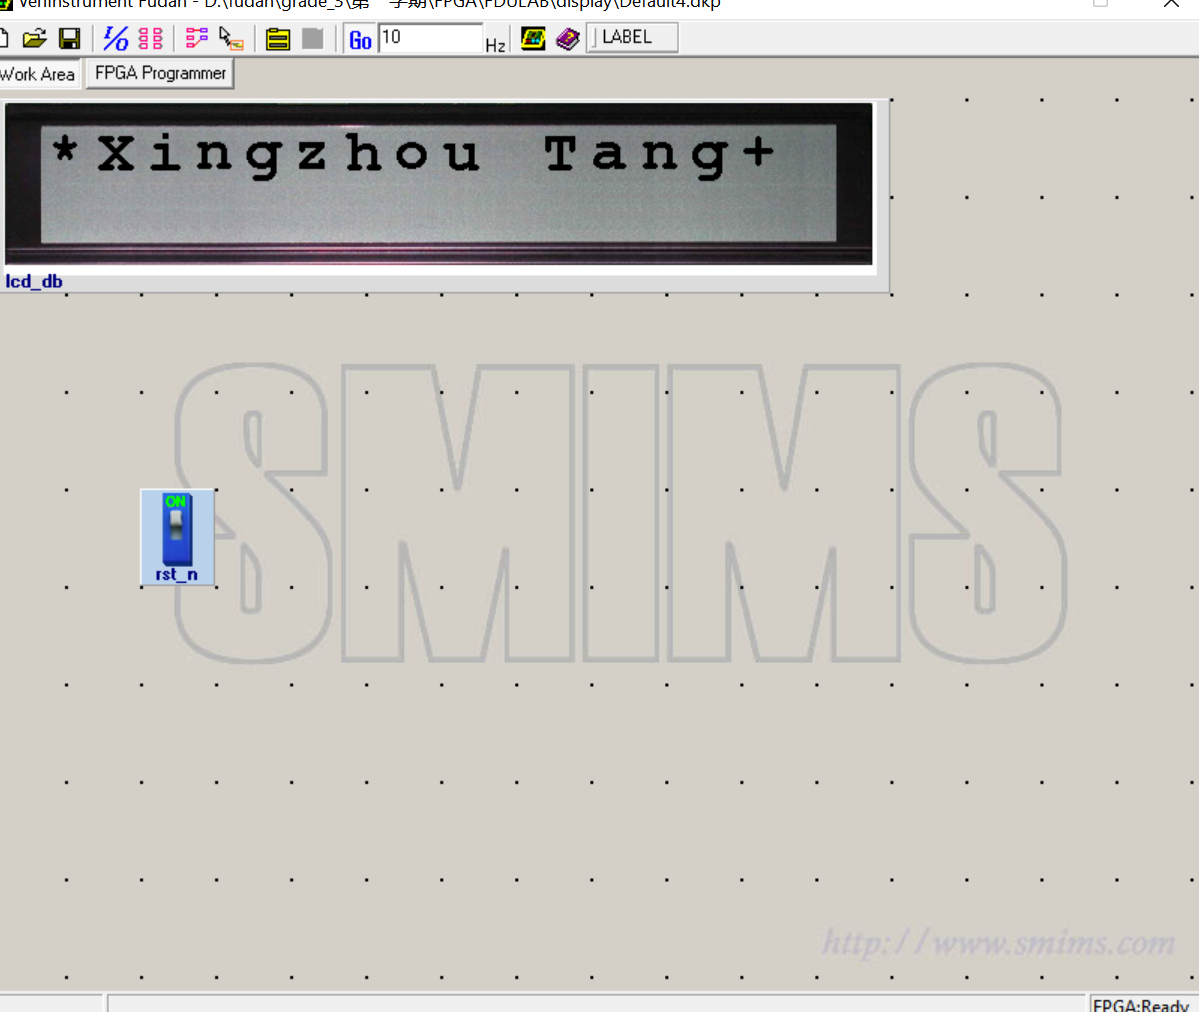 VeriInstrument Fudan - D:\fudan\grade_3\第一学期\FPGA\FDULAB\display\Default4.dkp
I/O
Go 10 Hz LABEL
Work Area FPGA Programmer
*Xingzhou Tang+
lcd_db
SMIMS
ON
rst_n
http://www.smims.com
FPGA:Ready